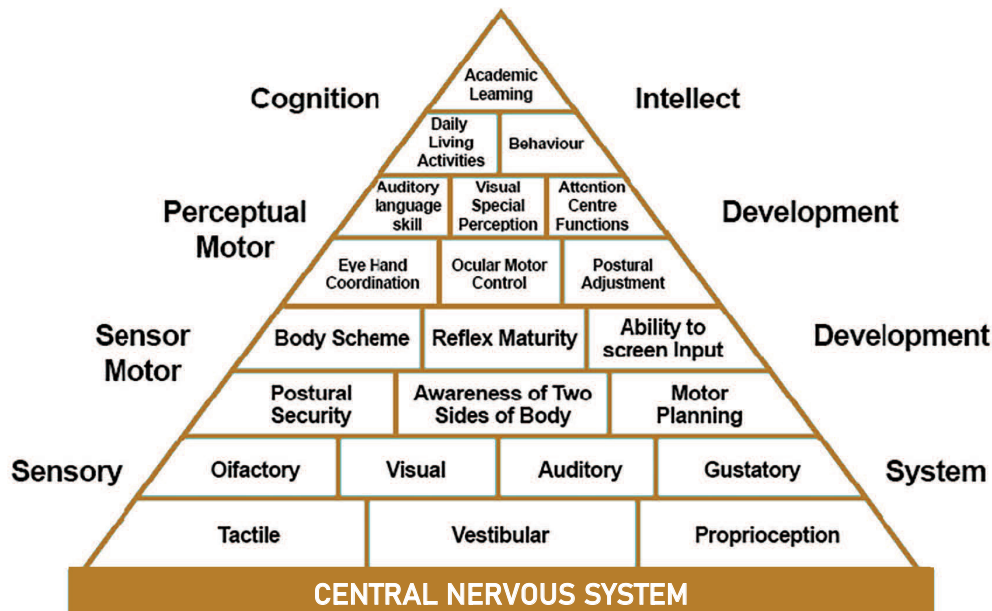 Academic
Learning
Cognition
Intellect
Daily
Living
Activities
Behaviour
Auditory
language
skill
Visual
Special
Perception
Attention
Centre
Functions
Perceptual
Motor
Development
Eye Hand
Coordination
Ocular Motor
Control
Postural
Adjustment
Sensor
Motor
Body Scheme
Reflex Maturity
Ability to
screen Input
Development
Postural
Security
Awareness of Two
Sides of Body
Motor
Planning
Sensory
Oifactory
Visual
Auditory
Gustatory
System
Tactile
Vestibular
Proprioception
CENTRAL NERVOUS SYSTEM